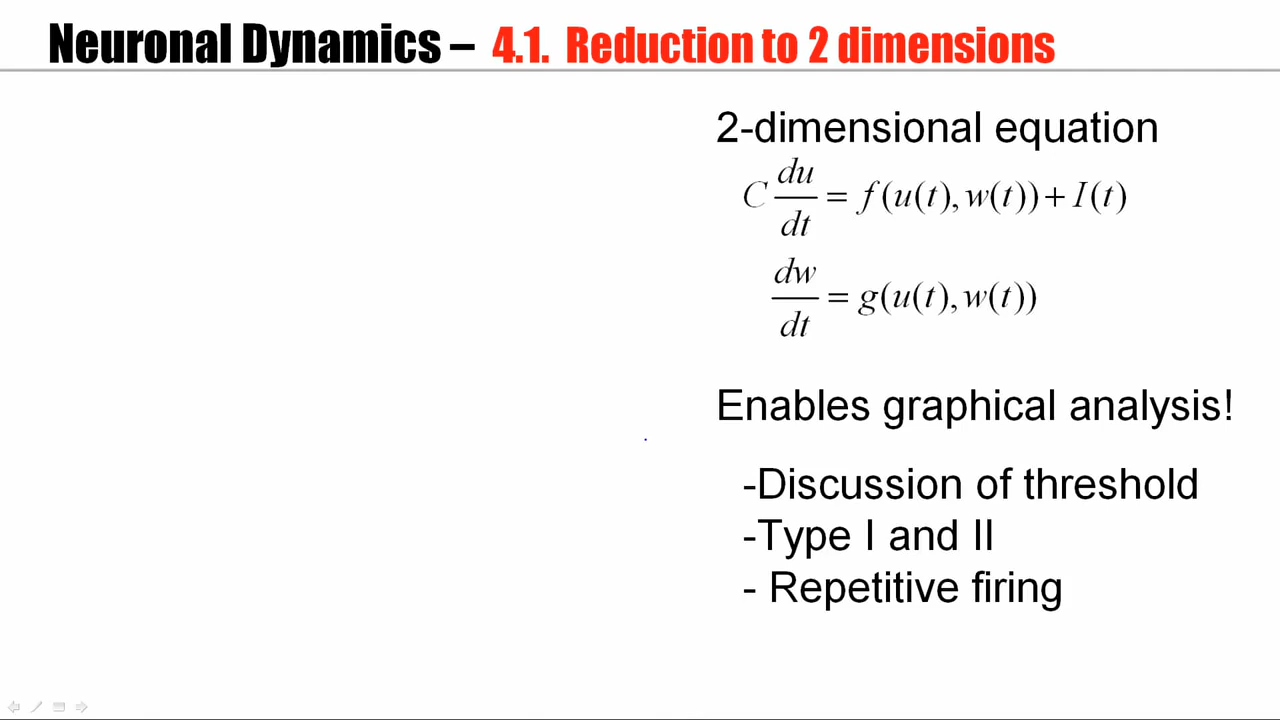 Neuronal Dynamics – 4.1. Reduction to 2 dimensions
2-dimensional equation
C du/dt = f(u(t), w(t)) + I(t)
dw/dt = g(u(t), w(t))
Enables graphical analysis!
-Discussion of threshold
-Type I and II
- Repetitive firing